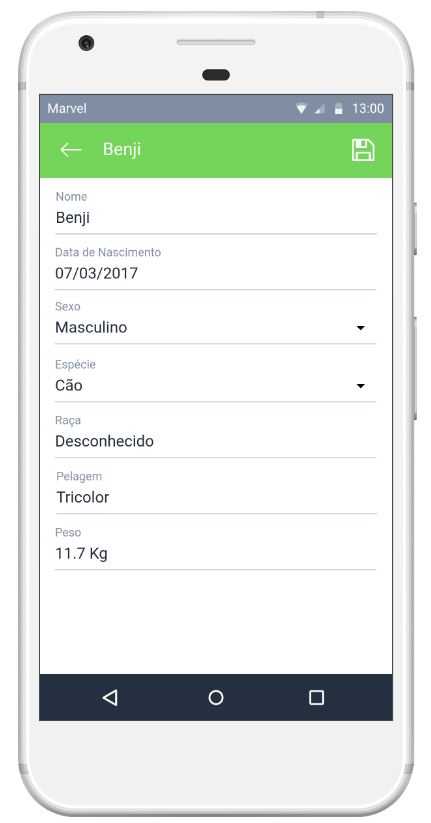 Marvel 13:00
Benji
Nome
Benji
Data de Nascimento
07/03/2017
Sexo
Masculino
Espécie
Cão
Raça
Desconhecido
Pelagem
Tricolor
Peso
11.7 Kg